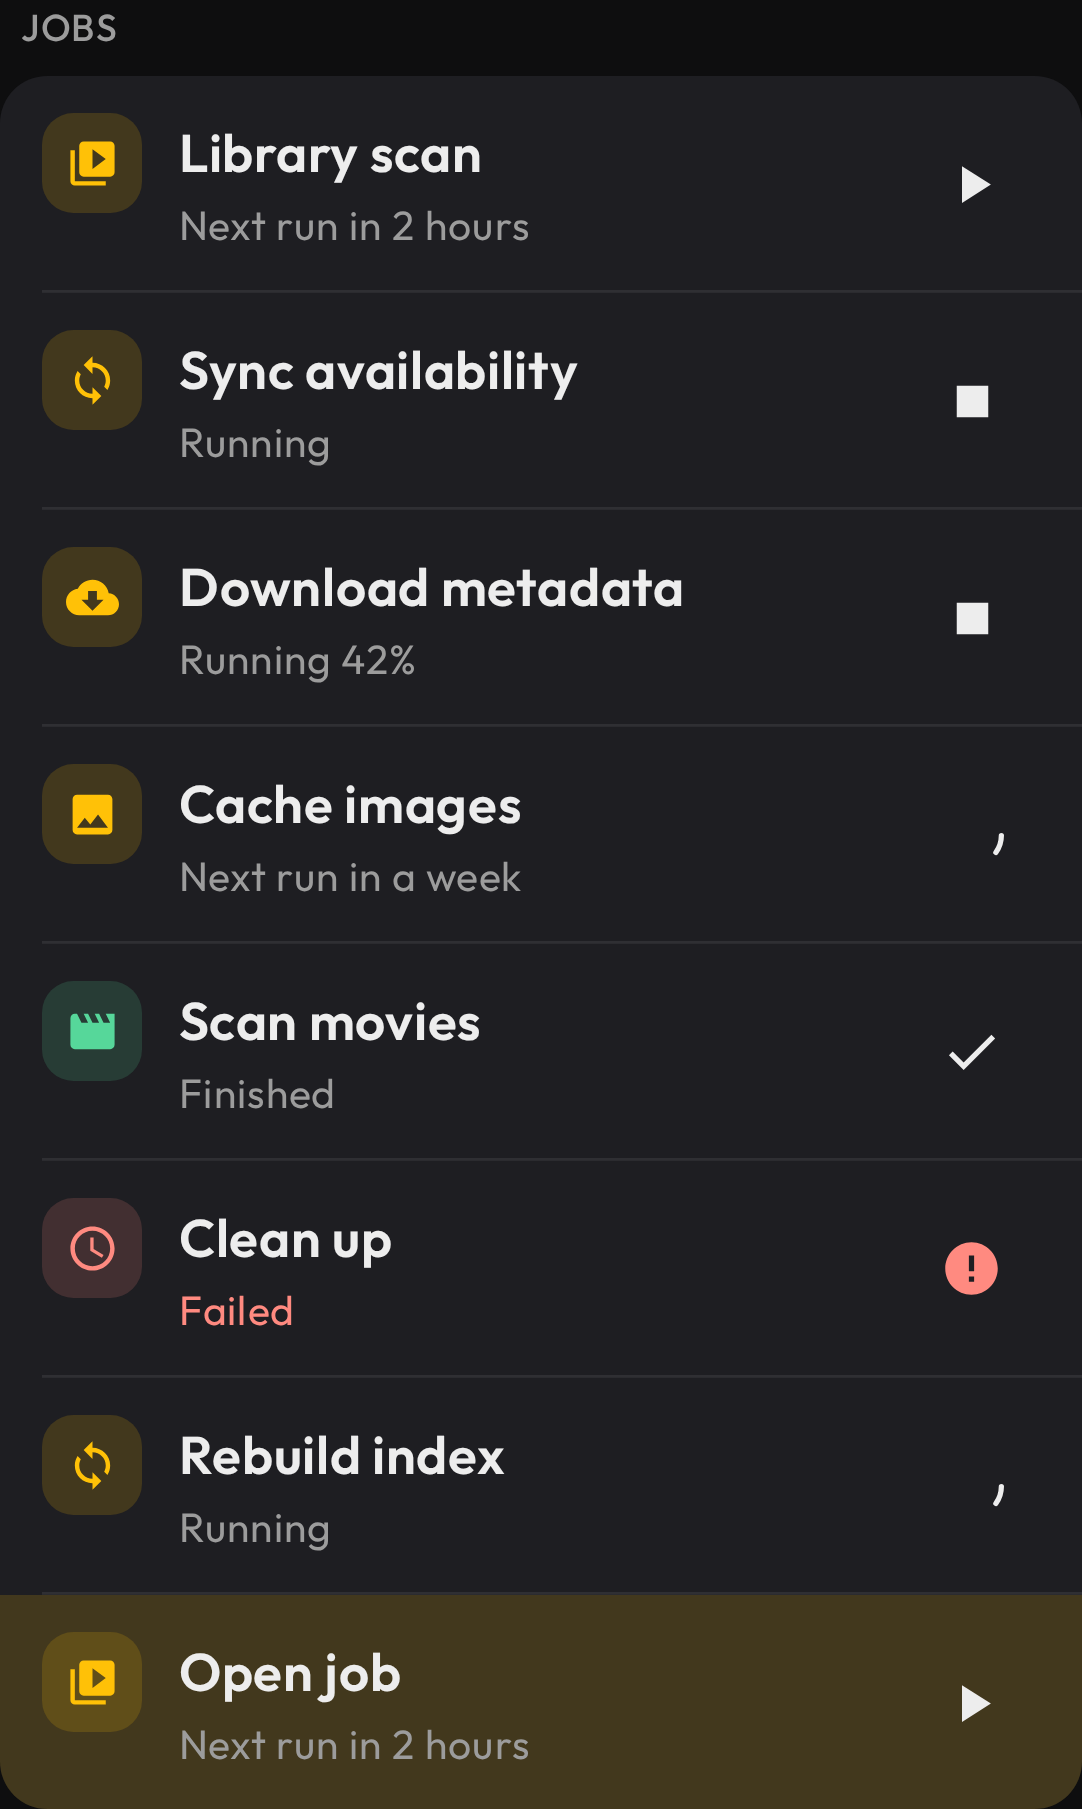 JOBS
Library scan
Next run in 2 hours
Sync availability
Running
Download metadata
Running 42%
Cache images
Next run in a week
Scan movies
Finished
Clean up
Failed
Rebuild index
Running
Open job
Next run in 2 hours